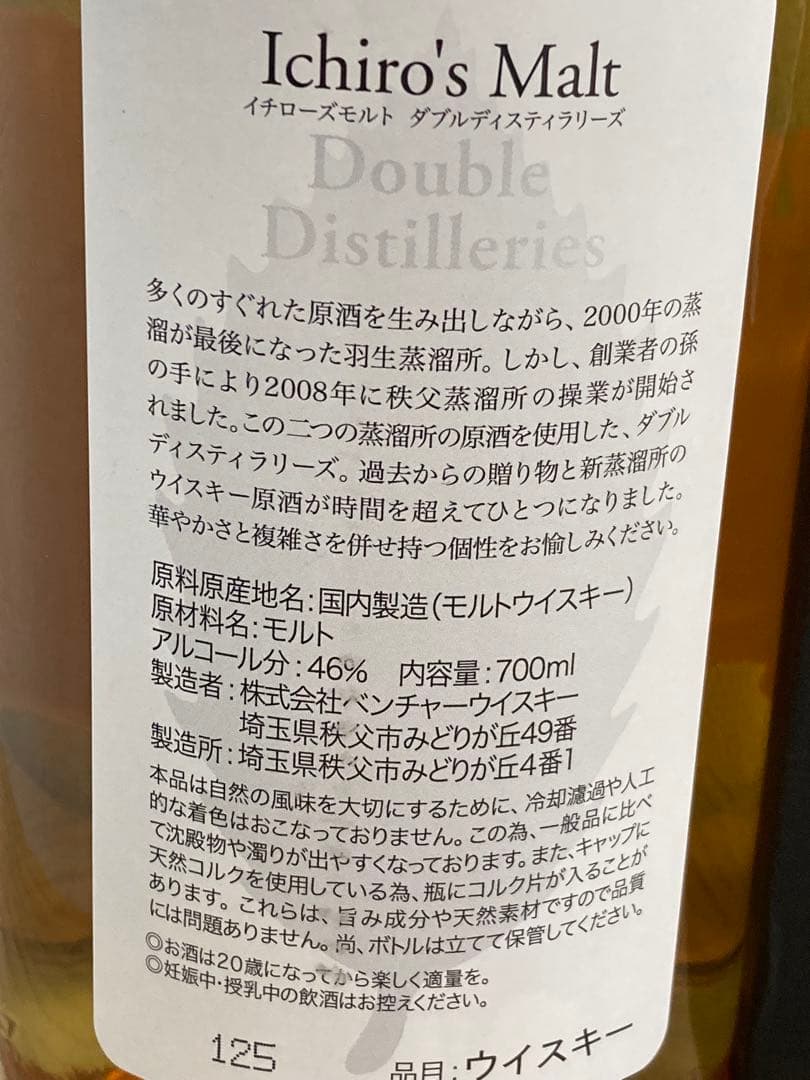 Ichiro's Malt
イチローズモルト ダブルディスティラリーズ
Double
Distilleries
多くのすぐれた原酒を生み出しながら、2000年の蒸
溜が最後になった羽生蒸溜所。しかし、創業者の孫
の手により2008年に秩父蒸溜所の操業が開始さ
れました。この二つの蒸溜所の原酒を使用した、ダブル
ディスティラリーズ。過去からの贈り物と新蒸溜所の
ウイスキー原酒が時間を超えてひとつになりました。
華やかさと複雑さを併せ持つ個性をお愉しみください。
原料原産地名:国内製造(モルトウイスキー)
原材料名:モルト
アルコール分:46% 内容量:700ml
製造者:株式会社ベンチャーウイスキー
埼玉県秩父市みどりが丘49番
製造所:埼玉県秩父市みどりが丘4番1
本品は自然の風味を大切にするために、冷却濾過や人工
的な着色はおこなっておりません。この為、一般品に比べ
て沈殿物や濁りが出やすくなっております。また、キャップに
天然コルクを使用している為、瓶にコルク片が入ることが
あります。これらは、旨み成分や天然素材ですので品質
には問題ありません。尚、ボトルは立てて保管してください。
◎お酒は20歳になってから楽しく適量を。
◎妊娠中・授乳中の飲酒はお控えください。
125
品目:ウイスキー